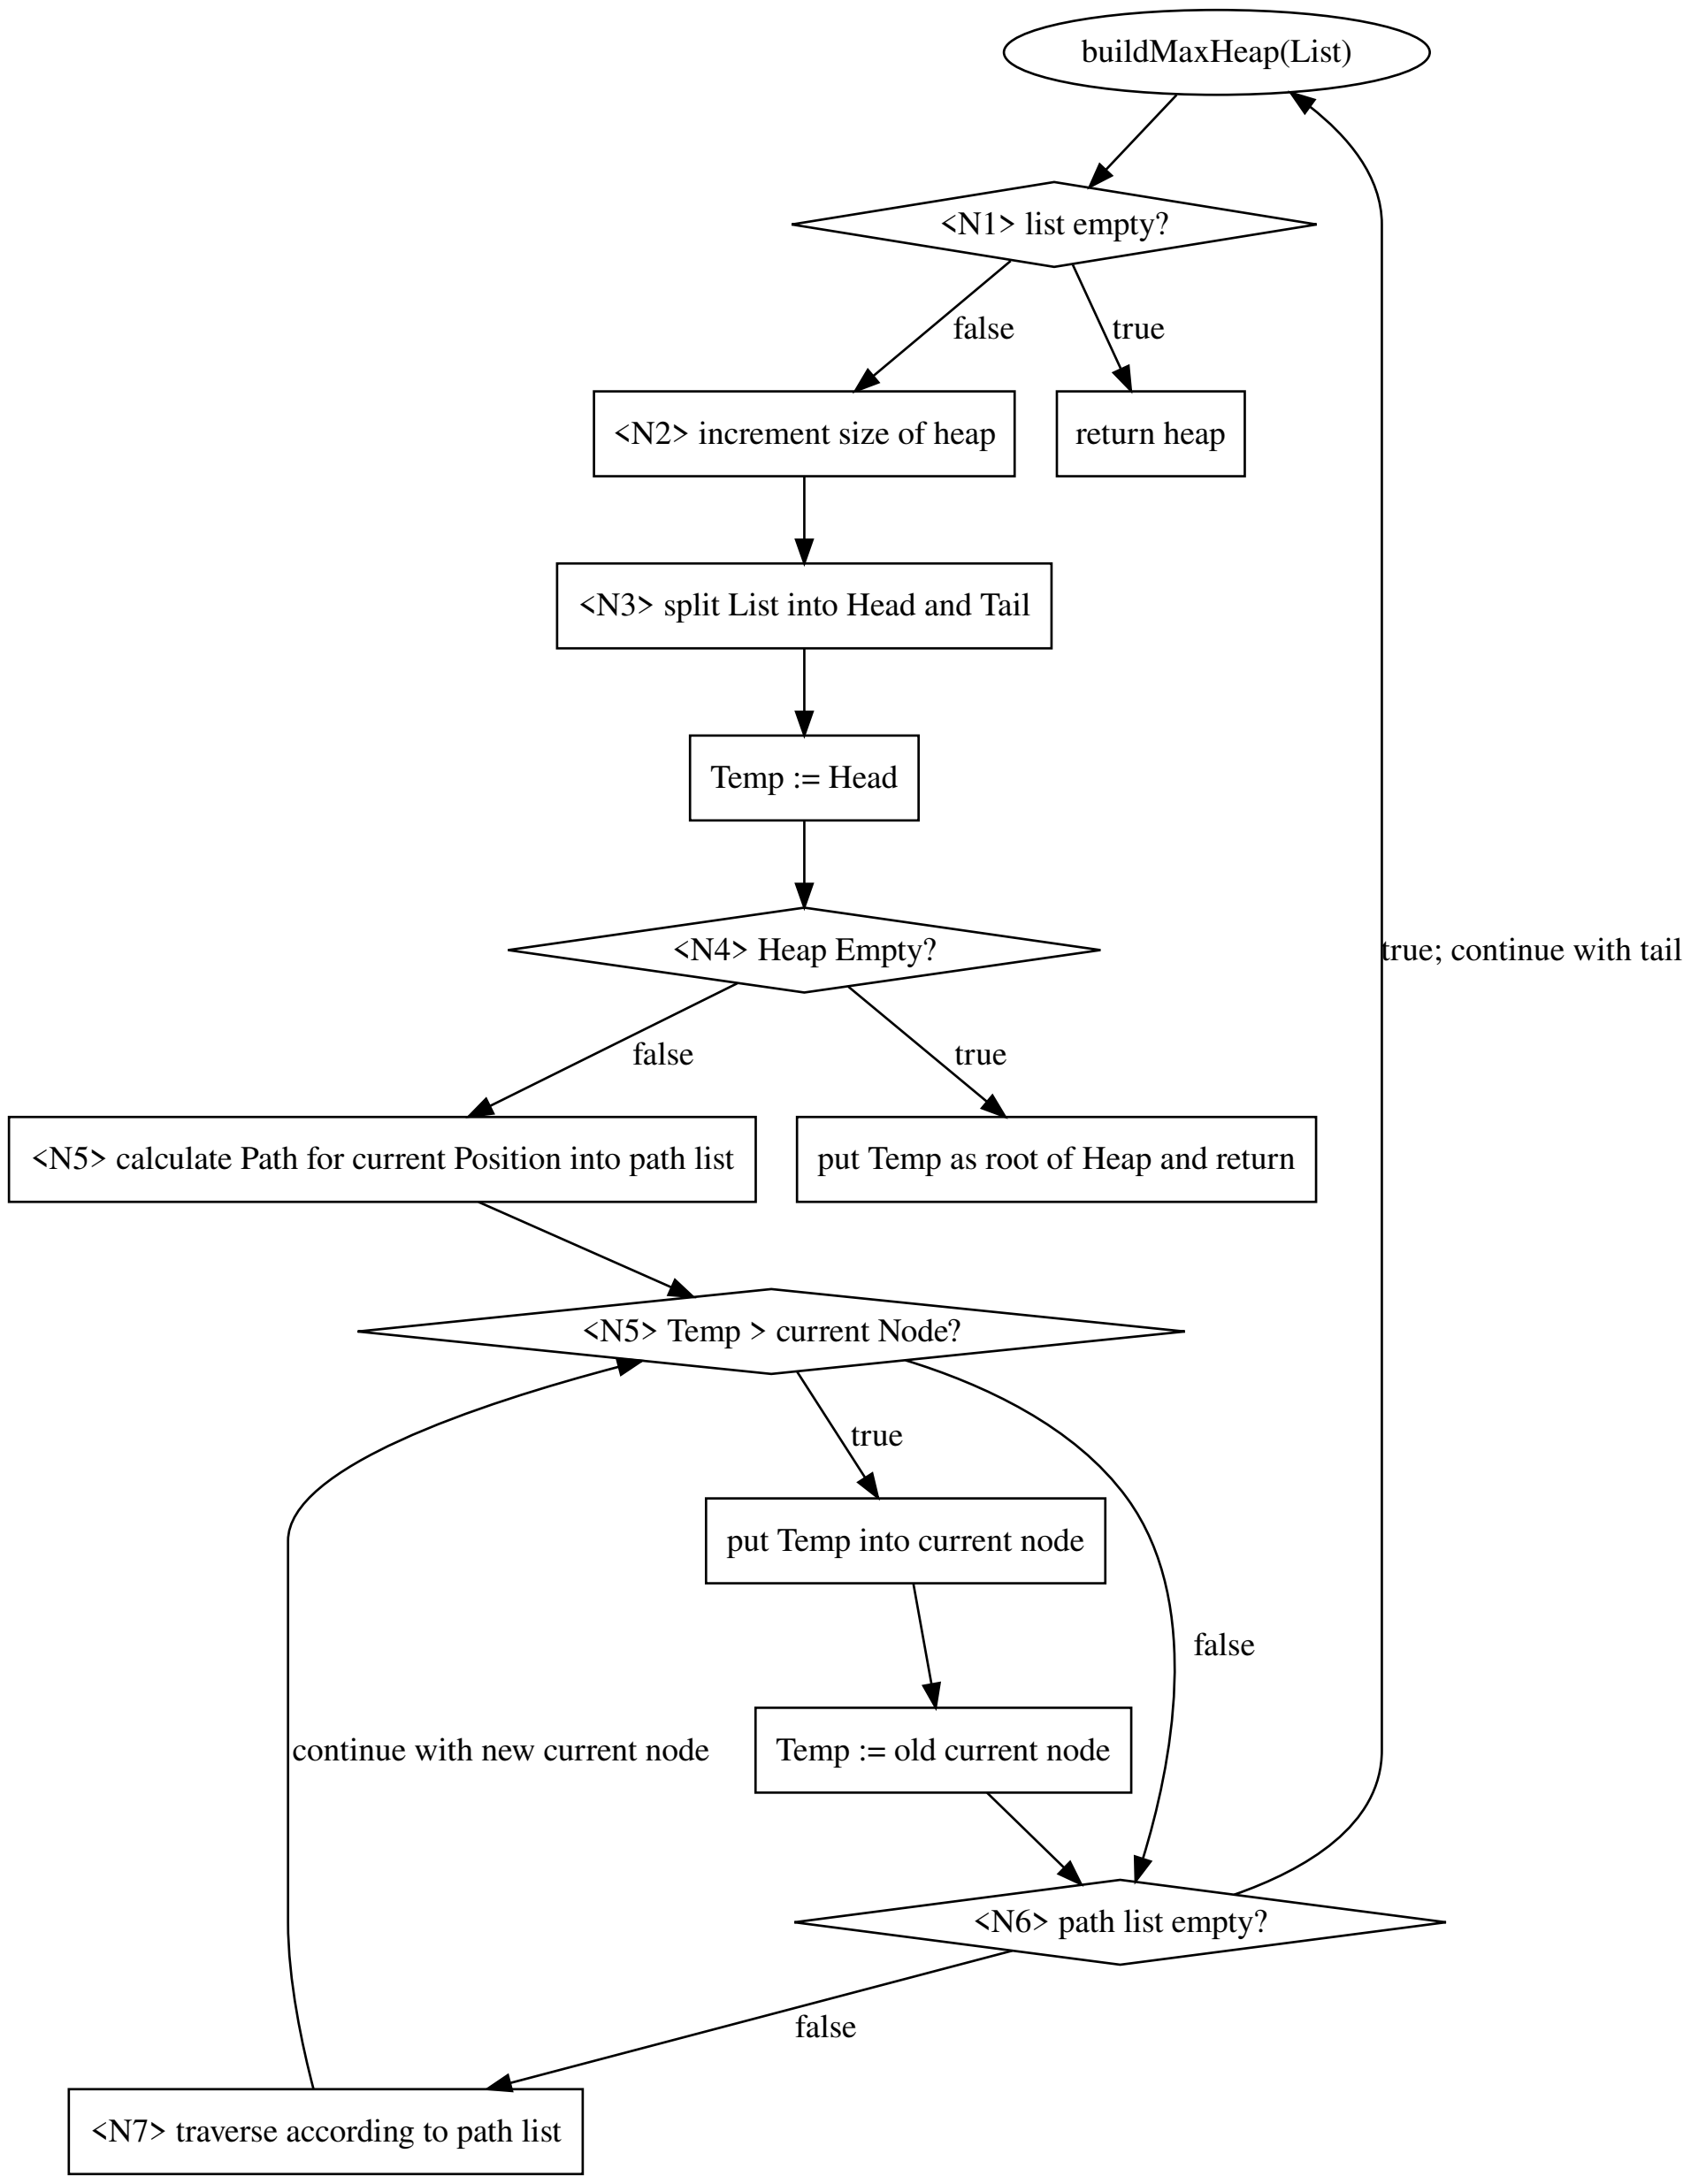 buildMaxHeap(List)
<N1> list empty?
false
true
<N2> increment size of heap
return heap
<N3> split List into Head and Tail
Temp := Head
<N4> Heap Empty?
true; continue with tail
false
true
<N5> calculate Path for current Position into path list
put Temp as root of Heap and return
<N5> Temp > current Node?
true
put Temp into current node
false
continue with new current node
Temp := old current node
<N6> path list empty?
false
<N7> traverse according to path list